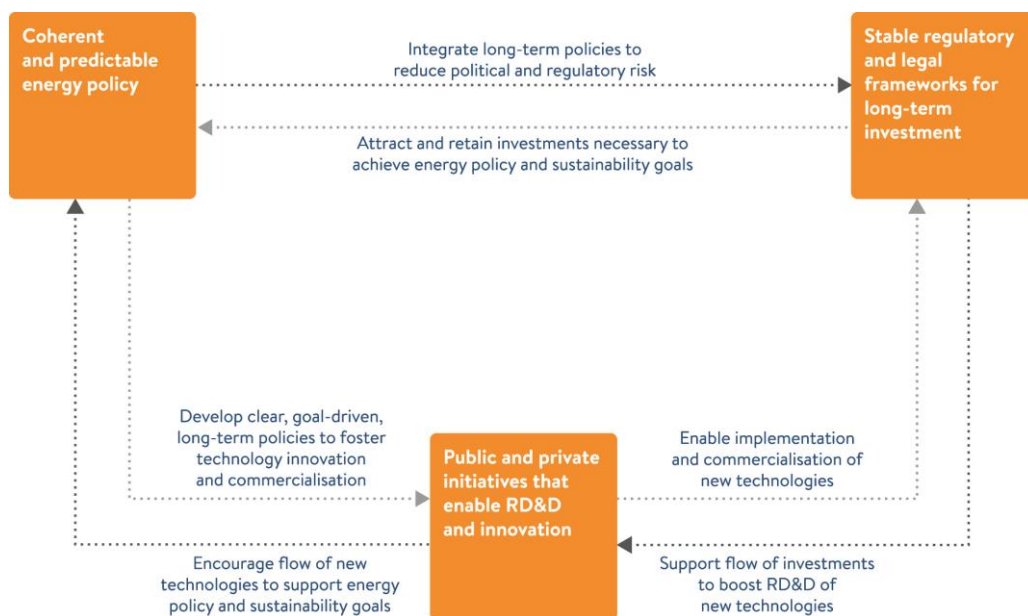 Coherent
and predictable
energy policy
Integrate long-term policies to
reduce political and regulatory risk
Attract and retain investments necessary to
achieve energy policy and sustainability goals
Stable regulatory
and legal
frameworks for
long-term
investment
Develop clear, goal-driven,
long-term policies to foster
technology innovation
and commercialisation
Public and private
initiatives that
enable RD&D
and innovation
Enable implementation
and commercialisation of
new technologies
Encourage flow of new
technologies to support energy
policy and sustainability goals
Support flow of investments
to boost RD&D of
new technologies